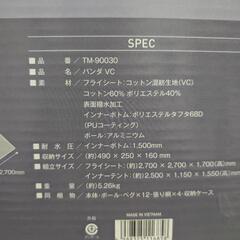 SPEC
■品番 / TM-90030
■品名 / パンダ VC
■素材 / フライシート：コットン混紡生地(VC)
コットン60% ポリエステル40%
表面撥水加工
インナーボトム：ポリエステルタフタ68D
(PUコーティング)
ポール：アルミニウム
■耐水圧 / インナーボトム：1,500mm
■収納サイズ / (約)490 × 250 × 160 mm
■組立サイズ / フライシート：(約)2,700 × 2,700 × 1,700(高)mm
インナーテント：(約)2,500 × 1,150 × 1,550(高)mm
■重量 / (約)5.26kg
■同梱物 / 本体・ポール・ペグ×12・張り綱×4・収納ケース
2,700mm
MADE IN VIETNAM
外箱